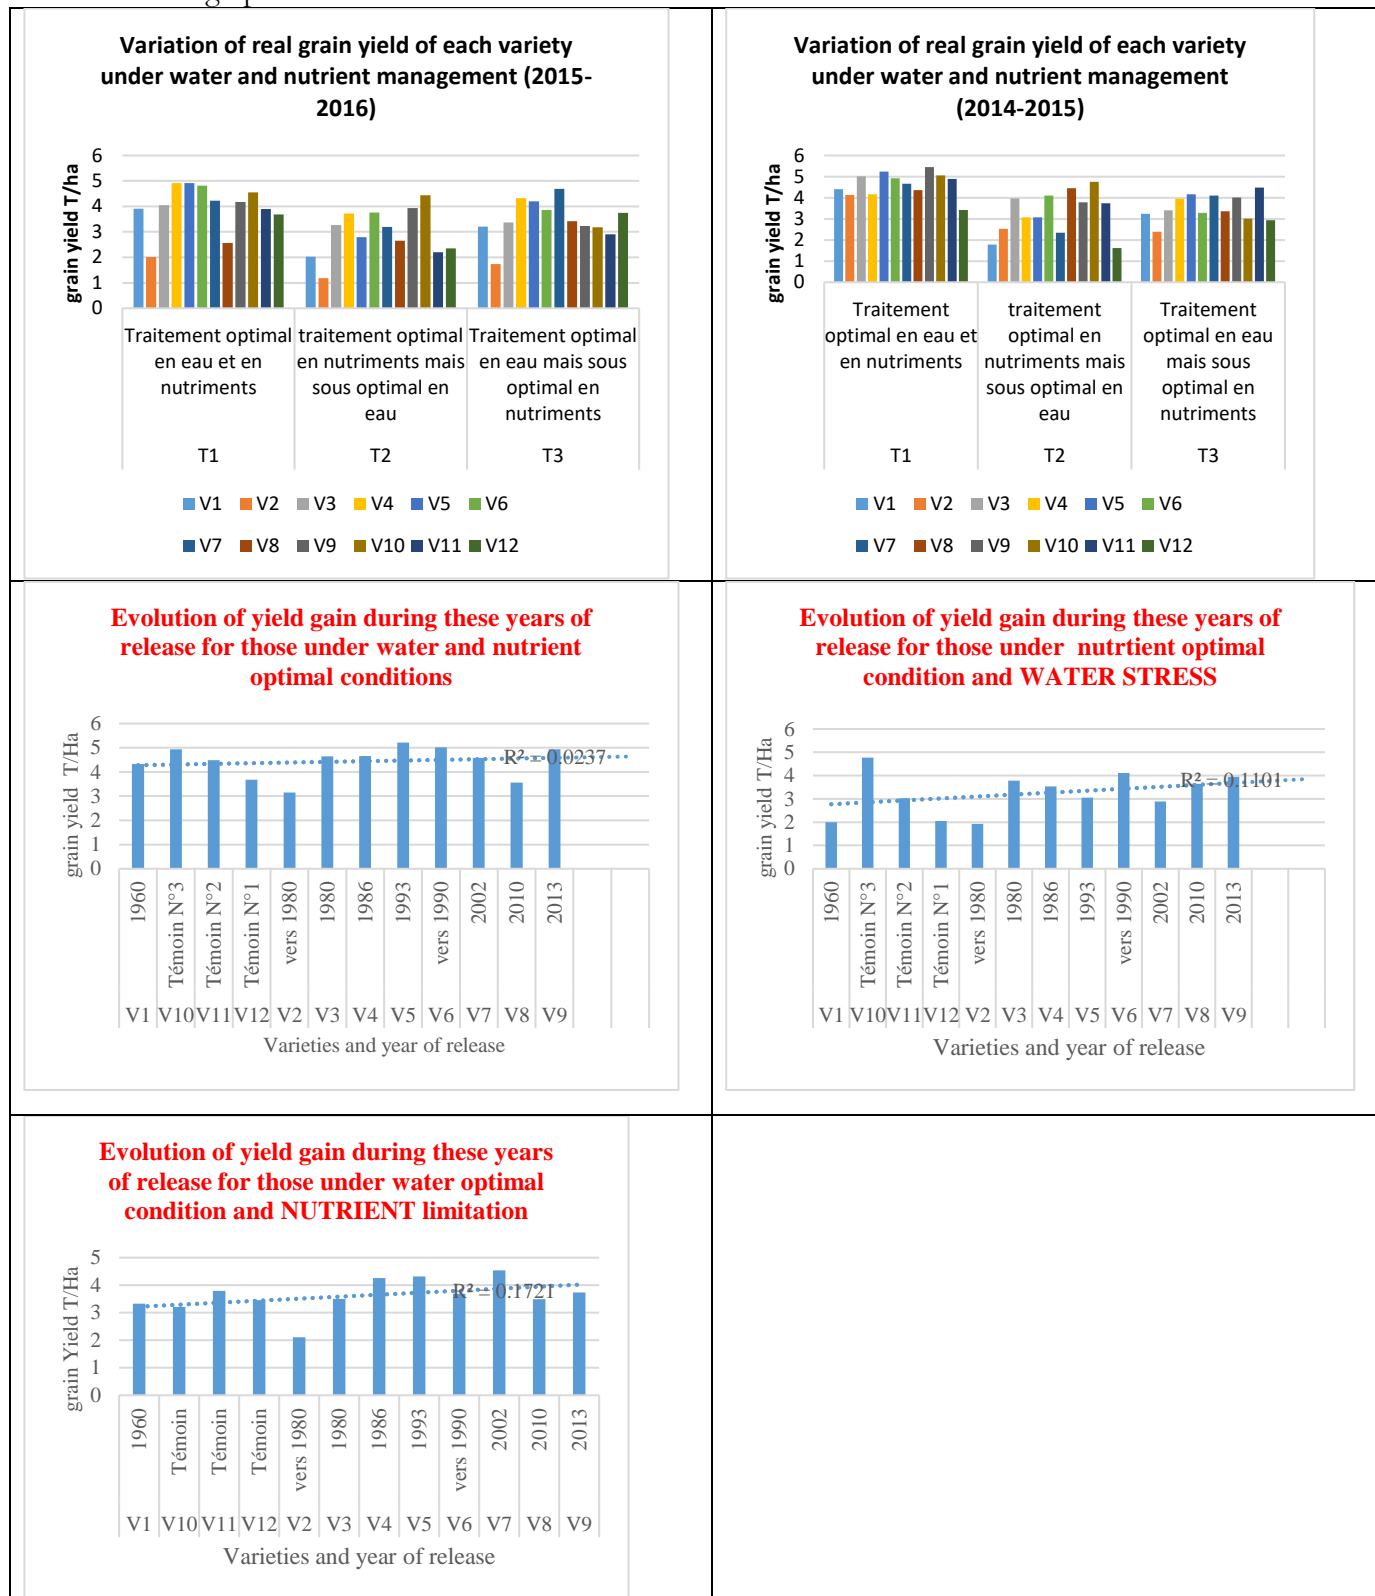 Variation of real grain yield of each variety
under water and nutrient management (2015-
2016)
grain yield T/ha
6
5
4
3
2
1
0
Traitement optimal
en eau et en
nutriments
traitement optimal
en nutriments mais
sous optimal en
eau
Traitement optimal
en eau mais sous
optimal en
nutriments
T1
T2
T3
V1 V2 V3 V4 V5 V6
V7 V8 V9 V10 V11 V12
Variation of real grain yield of each variety
under water and nutrient management
(2014-2015)
grain yield T/ha
6
5
4
3
2
1
0
Traitement
optimal en eau et
en nutriments
traitement
optimal en
nutriments mais
sous optimal en
eau
Traitement
optimal en eau
mais sous
optimal en
nutriments
T1
T2
T3
V1 V2 V3 V4 V5 V6
V7 V8 V9 V10 V11 V12
Evolution of yield gain during these years of
release for those under water and nutrient
optimal conditions
grain yield T/Ha
6
5
4
3
2
1
0
R² = 0.0237
1960
Témoin N°3
Témoin N°2
Témoin N°1
vers 1980
1980
1986
1993
vers 1990
2002
2010
2013
V1 V10 V11 V12 V2 V3 V4 V5 V6 V7 V8 V9
Varieties and year of release
Evolution of yield gain during these years of
release for those under nutrtient optimal
condition and WATER STRESS
grain yield T/Ha
6
5
4
3
2
1
0
R² = 0.1101
1960
Témoin N°3
Témoin N°2
Témoin N°1
vers 1980
1980
1986
1993
vers 1990
2002
2010
2013
V1 V10 V11 V12 V2 V3 V4 V5 V6 V7 V8 V9
Varieties and year of release
Evolution of yield gain during these years
of release for those under water optimal
condition and NUTRIENT limitation
grain Yield T/Ha
5
4
3
2
1
0
R² = 0.1721
1960
Témoin
Témoin
Témoin
vers 1980
1980
1986
1993
vers 1990
2002
2010
2013
V1 V10 V11 V12 V2 V3 V4 V5 V6 V7 V8 V9
Varieties and year of release